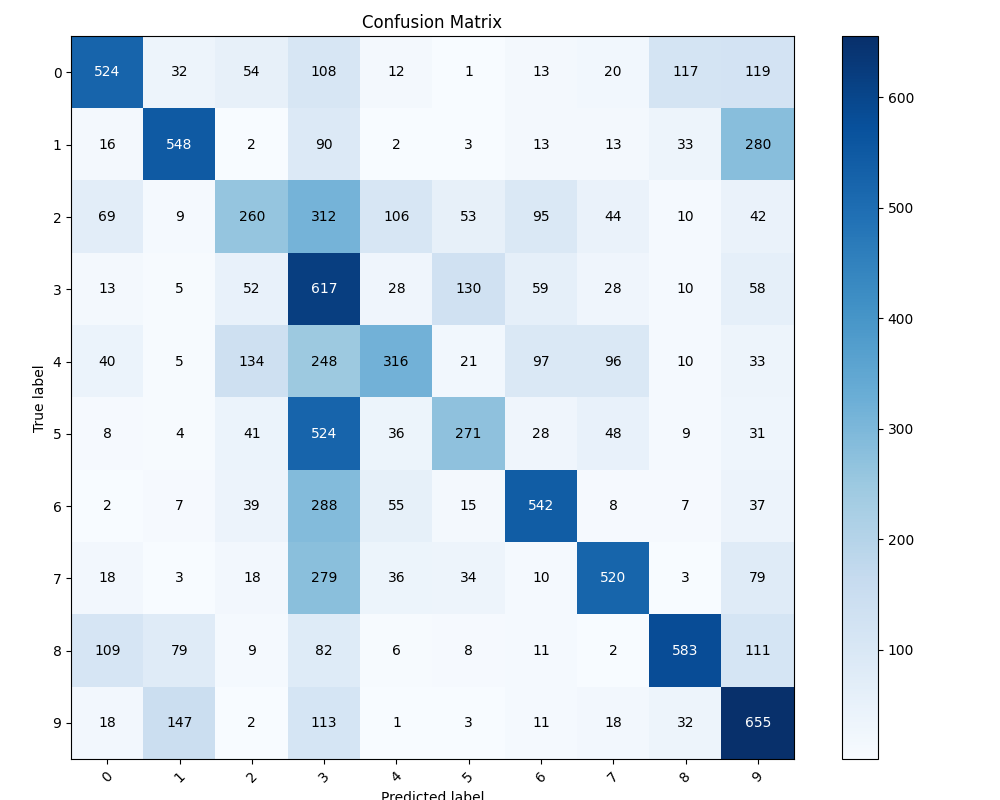 Confusion Matrix
0 524 32 54 108 12 1 13 20 117 119
1 16 548 2 90 2 3 13 13 33 280
2 69 9 260 312 106 53 95 44 10 42
3 13 5 52 617 28 130 59 28 10 58
4 40 5 134 248 316 21 97 96 10 33
5 8 4 41 524 36 271 28 48 9 31
6 2 7 39 288 55 15 542 8 7 37
7 18 3 18 279 36 34 10 520 3 79
8 109 79 9 82 6 8 11 2 583 111
9 18 147 2 113 1 3 11 18 32 655
0 1 2 3 4 5 6 7 8 9
True label
Predicted label
600
500
400
300
200
100